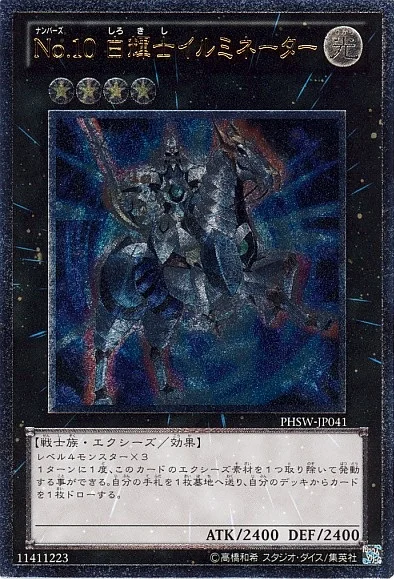 ナンバーズ しろきし
No.10 白輝士イルミネーター 光
PHSW-JP041
【戦士族・エクシーズ/効果】
レベル4モンスター×3
1ターンに1度、このカードのエクシーズ素材を1つ取り除いて発動
する事ができる。自分の手札を1枚墓地へ送り、自分のデッキからカード
を1枚ドローする。
ATK/2400 DEF/2400
11411223 ©高橋和希 スタジオ・ダイス/集英社